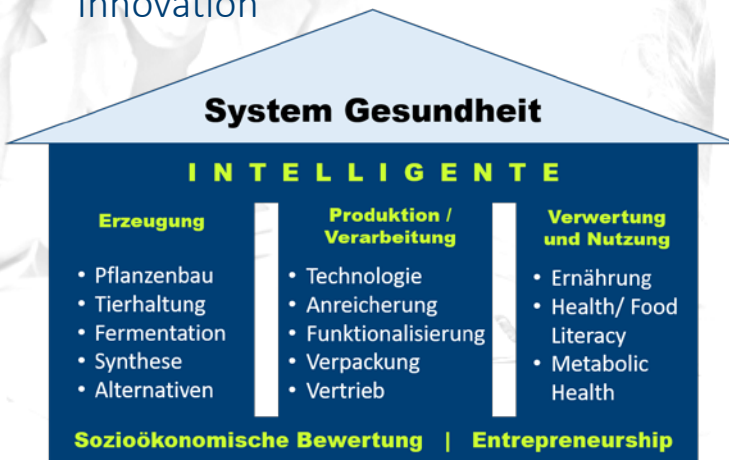 Innovation
System Gesundheit
INTELLIGENTE
Erzeugung
• Pflanzenbau
• Tierhaltung
• Fermentation
• Synthese
• Alternativen
Produktion /
Verarbeitung
• Technologie
• Anreicherung
• Funktionalisierung
• Verpackung
• Vertrieb
Verwertung
und Nutzung
• Ernährung
• Health/ Food
Literacy
• Metabolic
Health
Sozioökonomische Bewertung | Entrepreneurship